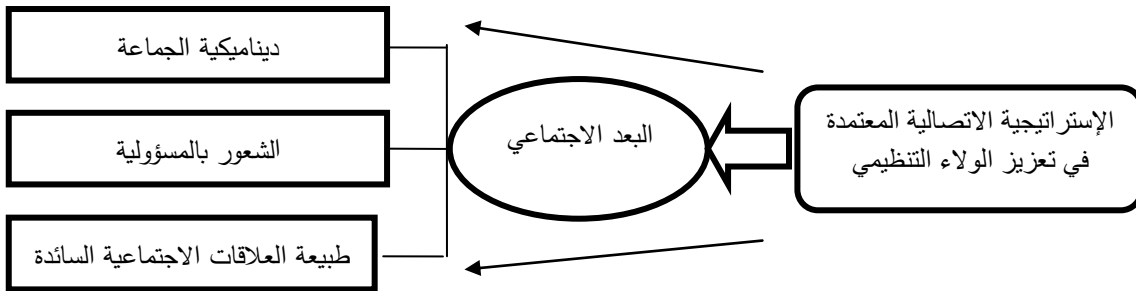 الإستراتيجية الاتصالية المعتمدة
في تعزيز الولاء التنظيمي
البعد الاجتماعي
ديناميكية الجماعة
الشعور بالمسؤولية
طبيعة العلاقات الاجتماعية السائدة